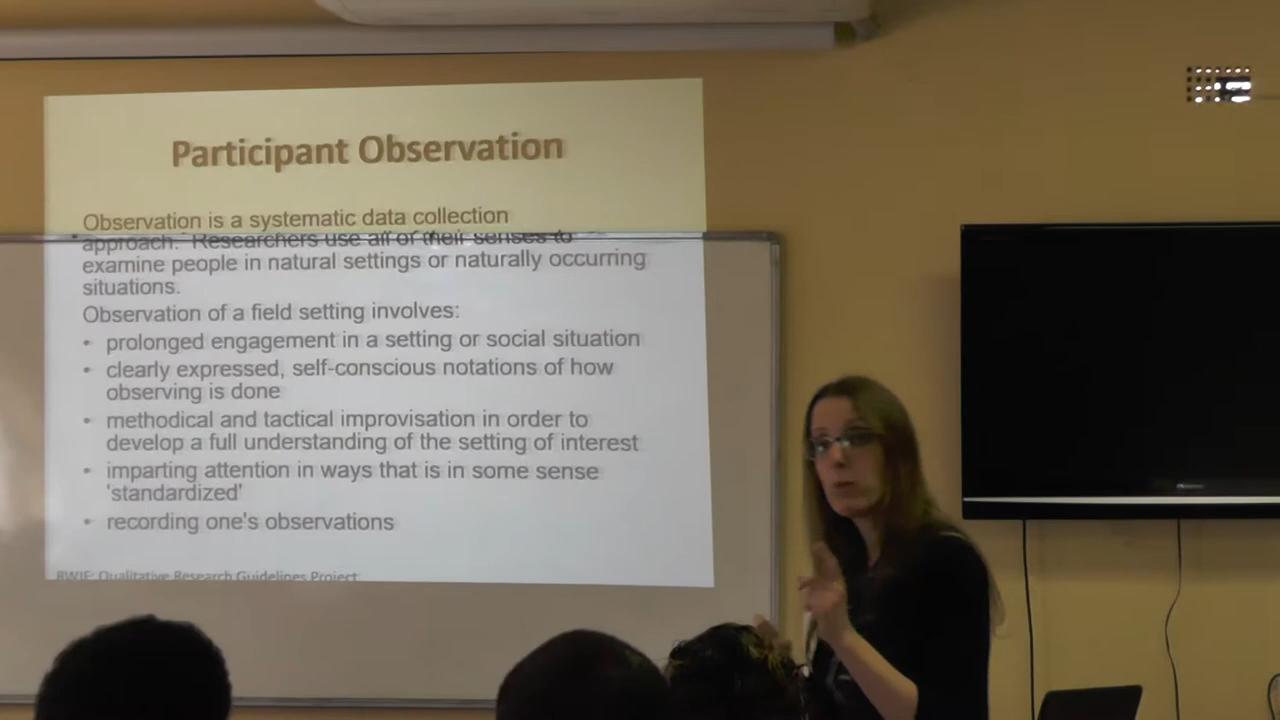 Participant Observation
Observation is a systematic data collection
approach. Researchers use all of their senses to
examine people in natural settings or naturally occurring
situations.
Observation of a field setting involves:
• prolonged engagement in a setting or social situation
• clearly expressed, self-conscious notations of how
observing is done
• methodical and tactical improvisation in order to
develop a full understanding of the setting of interest
• imparting attention in ways that is in some sense
'standardized'
• recording one's observations
RWJF: Qualitative Research Guidelines Project